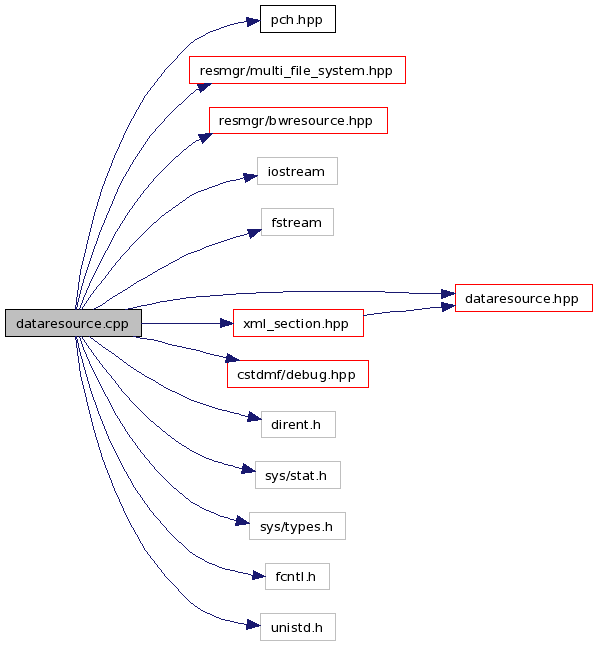 pch.hpp
resmgr/multi_file_system.hpp
resmgr/bwresource.hpp
iostream
fstream
dataresource.hpp
dataresource.cpp
xml_section.hpp
cstdmf/debug.hpp
dirent.h
sys/stat.h
sys/types.h
fcntl.h
unistd.h